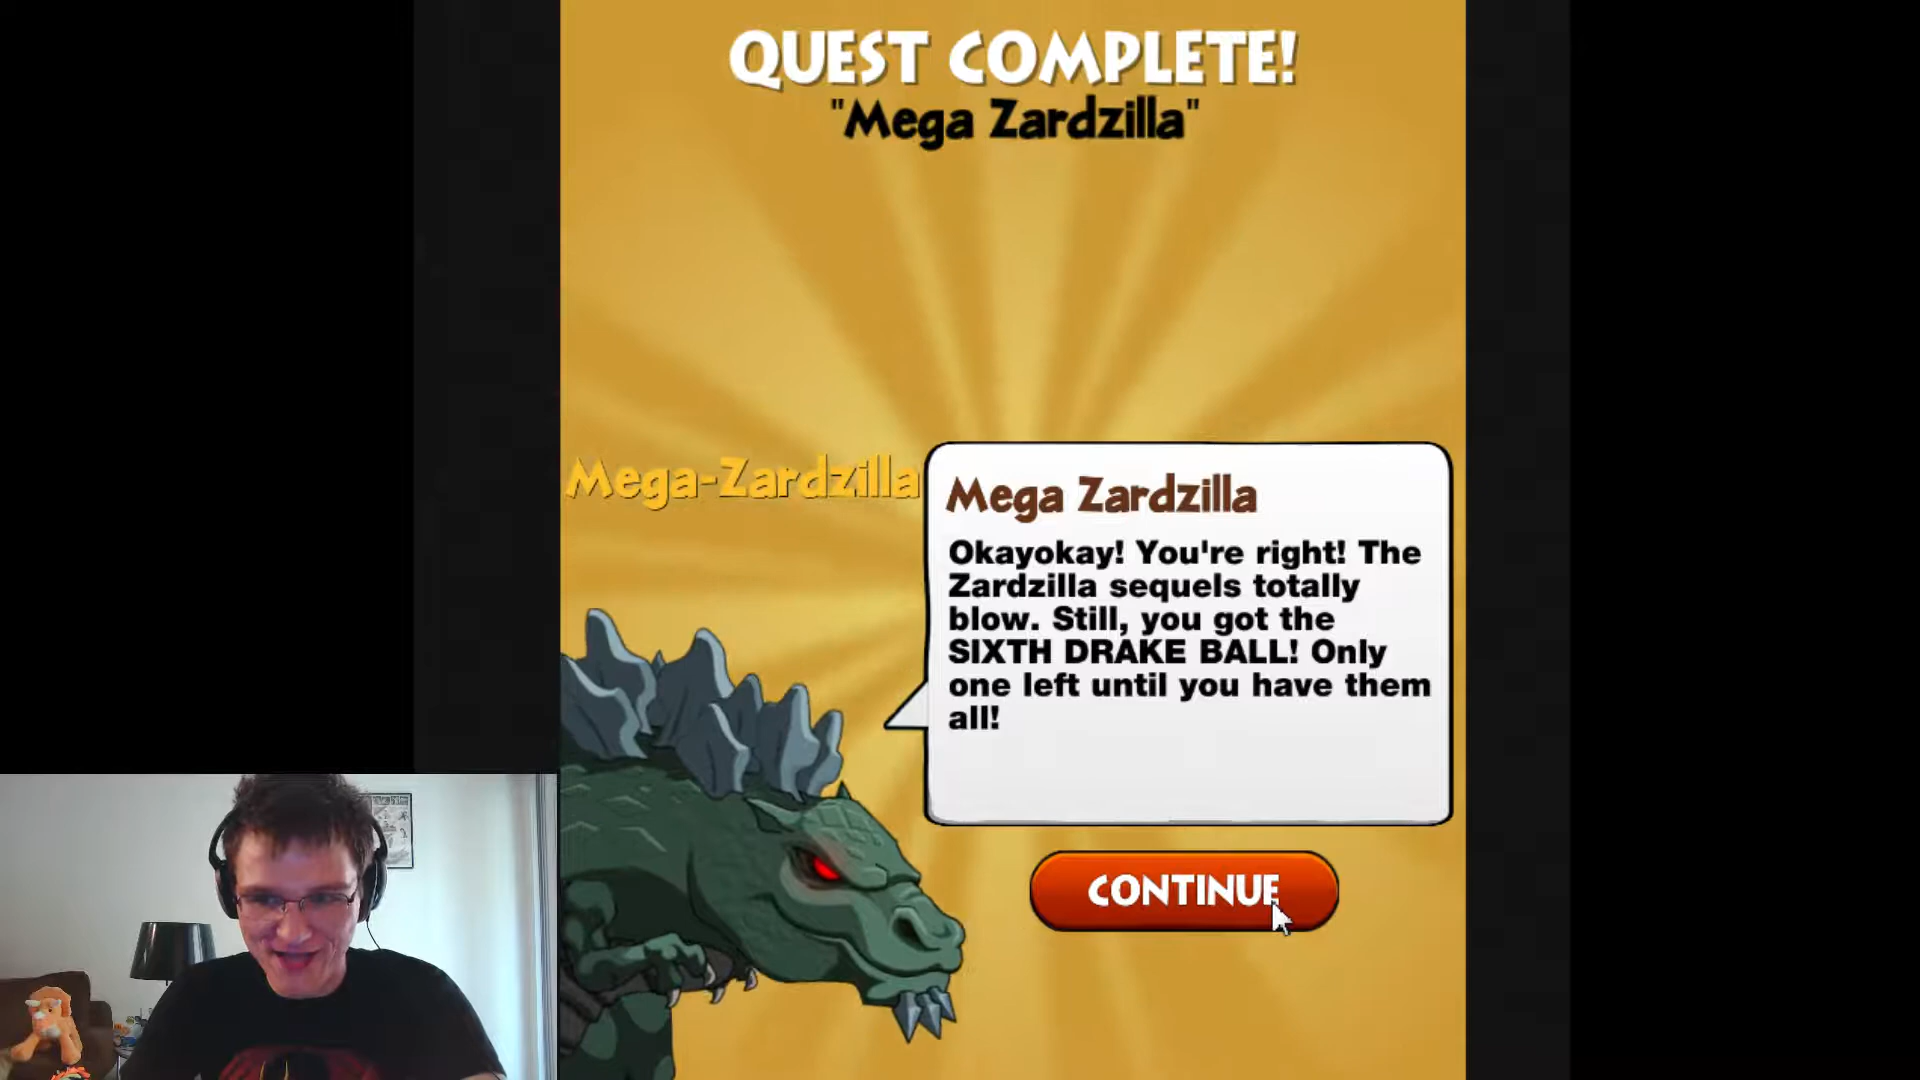 QUEST COMPLETE!
"Mega Zardzilla"
Mega-Zardzilla
Mega Zardzilla
Okayokay! You're right! The
Zardzilla sequels totally
blow. Still, you got the
SIXTH DRAKE BALL! Only
one left until you have them
all!
CONTINUE